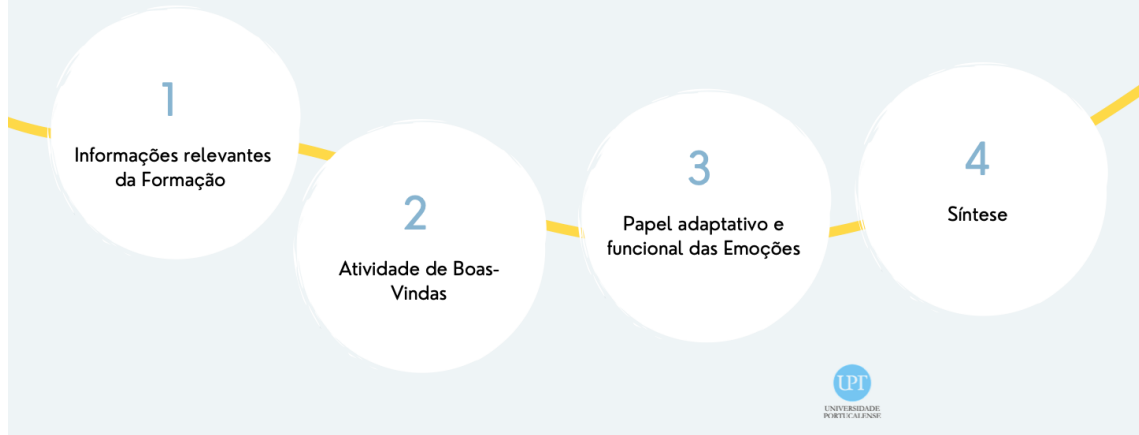 1
Informações relevantes
da Formação
2
Atividade de Boas-
Vindas
3
Papel adaptativo e
funcional das Emoções
4
Síntese
UPT
UNIVERSIDADE
PORTUCALENSE